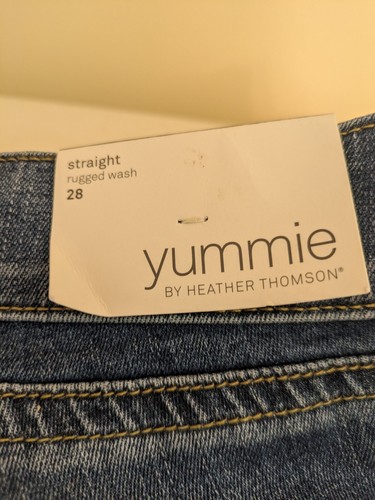 straight
rugged wash
28
yummie
BY HEATHER THOMSON®